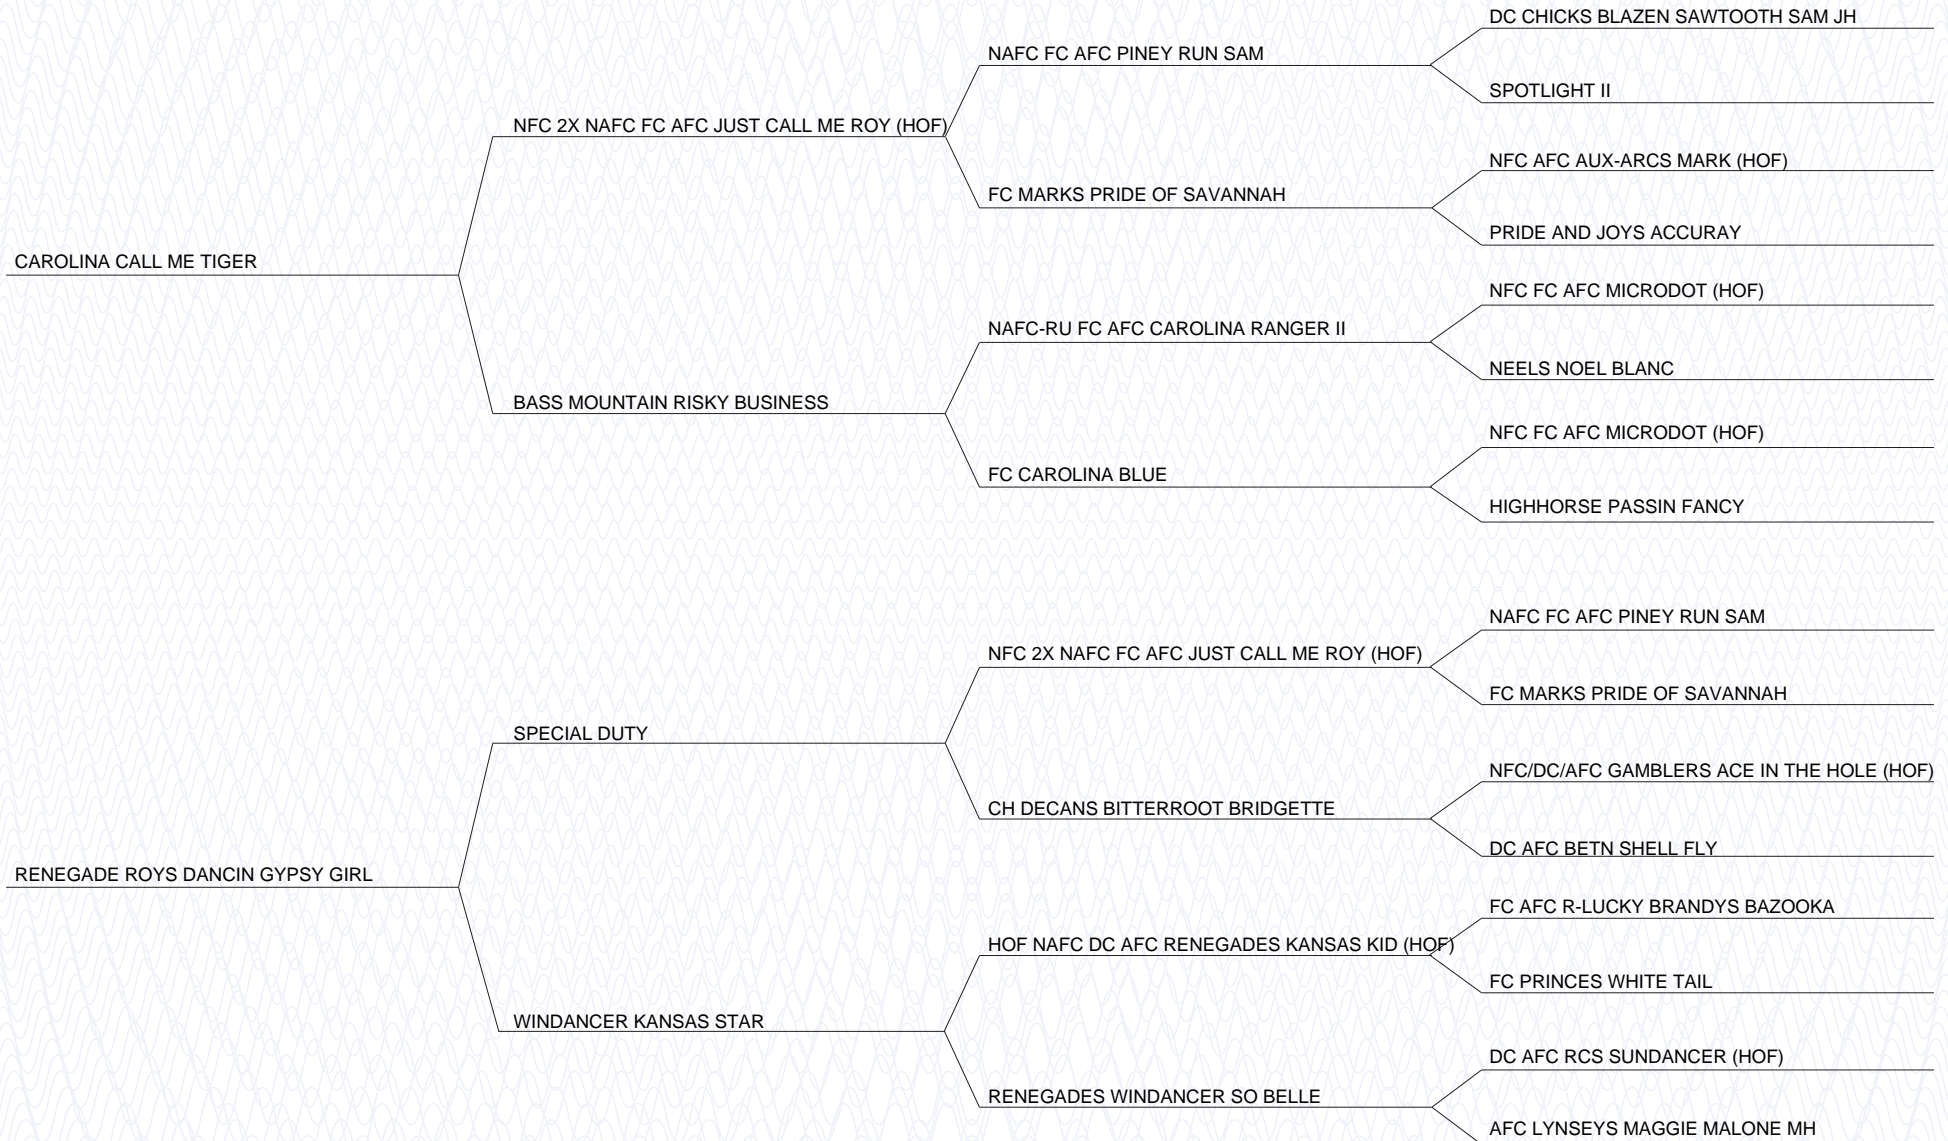 DC CHICKS BLAZEN SAWTOOTH SAM JH
NAFC FC AFC PINEY RUN SAM
SPOTLIGHT II
NFC 2X NAFC FC AFC JUST CALL ME ROY (HOF)
NFC AFC AUX-ARCS MARK (HOF)
FC MARKS PRIDE OF SAVANNAH
PRIDE AND JOYS ACCURAY
CAROLINA CALL ME TIGER
NFC FC AFC MICRODOT (HOF)
NAFC-RU FC AFC CAROLINA RANGER II
NEELS NOEL BLANC
BASS MOUNTAIN RISKY BUSINESS
NFC FC AFC MICRODOT (HOF)
FC CAROLINA BLUE
HIGHHORSE PASSIN FANCY
NAFC FC AFC PINEY RUN SAM
NFC 2X NAFC FC AFC JUST CALL ME ROY (HOF)
FC MARKS PRIDE OF SAVANNAH
SPECIAL DUTY
NFC/DC/AFC GAMBLERS ACE IN THE HOLE (HOF)
CH DECANS BITTERROOT BRIDGETTE
DC AFC BETN SHELL FLY
RENEGADE ROYS DANCIN GYPSY GIRL
FC AFC R-LUCKY BRANDYS BAZOOKA
HOF NAFC DC AFC RENEGADES KANSAS KID (HOF)
FC PRINCES WHITE TAIL
WINDANCER KANSAS STAR
DC AFC RCS SUNDANCER (HOF)
RENEGADES WINDANCER SO BELLE
AFC LYNSEYS MAGGIE MALONE MH